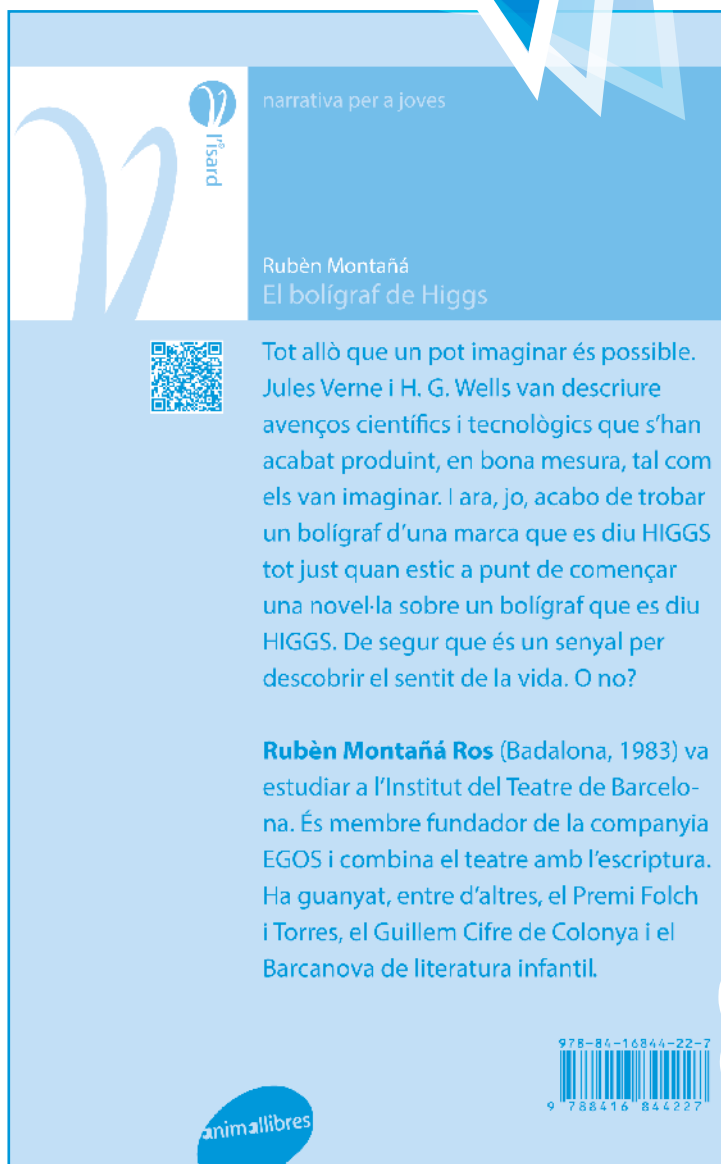 l'isard
narrativa per a joves
Rubèn Montañá
El bolígraf de Higgs
Tot allò que un pot imaginar és possible.
Jules Verne i H. G. Wells van descriure
avenços científics i tecnològics que s'han
acabat produint, en bona mesura, tal com
els van imaginar. I ara, jo, acabo de trobar
un bolígraf d'una marca que es diu HIGGS
tot just quan estic a punt de començar
una novel·la sobre un bolígraf que es diu
HIGGS. De segur que és un senyal per
descobrir el sentit de la vida. O no?
Rubèn Montañá Ros (Badalona, 1983) va
estudiar a l'Institut del Teatre de Barcelo-
na. És membre fundador de la companyia
EGOS i combina el teatre amb l'escriptura.
Ha guanyat, entre d'altres, el Premi Folch
i Torres, el Guillem Cifre de Colonya i el
Barcanova de literatura infantil.
978-84-16844-22-7
9 788416 844227
animallibres